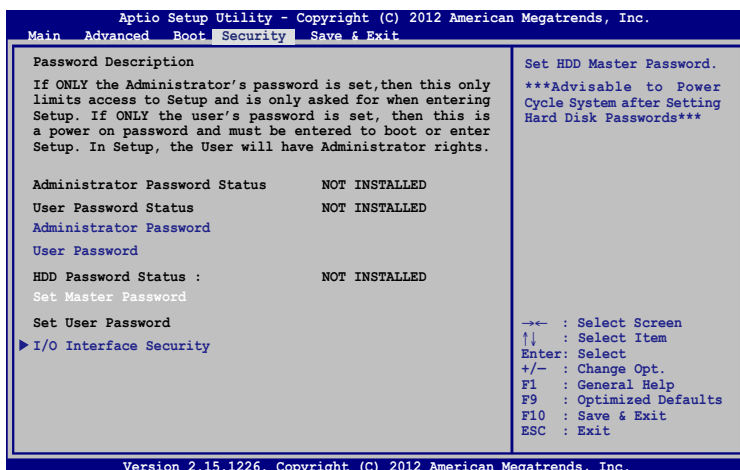 Aptio Setup Utility - Copyright (C) 2012 American Megatrends, Inc.
Main Advanced Boot Security Save & Exit
Password Description
If ONLY the Administrator's password is set,then this only
limits access to Setup and is only asked for when entering
Setup. If ONLY the user's password is set, then this is
a power on password and must be entered to boot or enter
Setup. In Setup, the User will have Administrator rights.
Administrator Password Status NOT INSTALLED
User Password Status NOT INSTALLED
Administrator Password
User Password
HDD Password Status : NOT INSTALLED
Set Master Password
Set User Password
I/O Interface Security
Set HDD Master Password.
***Advisable to Power
Cycle System after Setting
Hard Disk Passwords***
→← : Select Screen
↑↓ : Select Item
Enter: Select
+/— : Change Opt.
F1 : General Help
F9 : Optimized Defaults
F10 : Save & Exit
ESC : Exit
Version 2.15.1226. Copyright (C) 2012 American Megatrends, Inc.